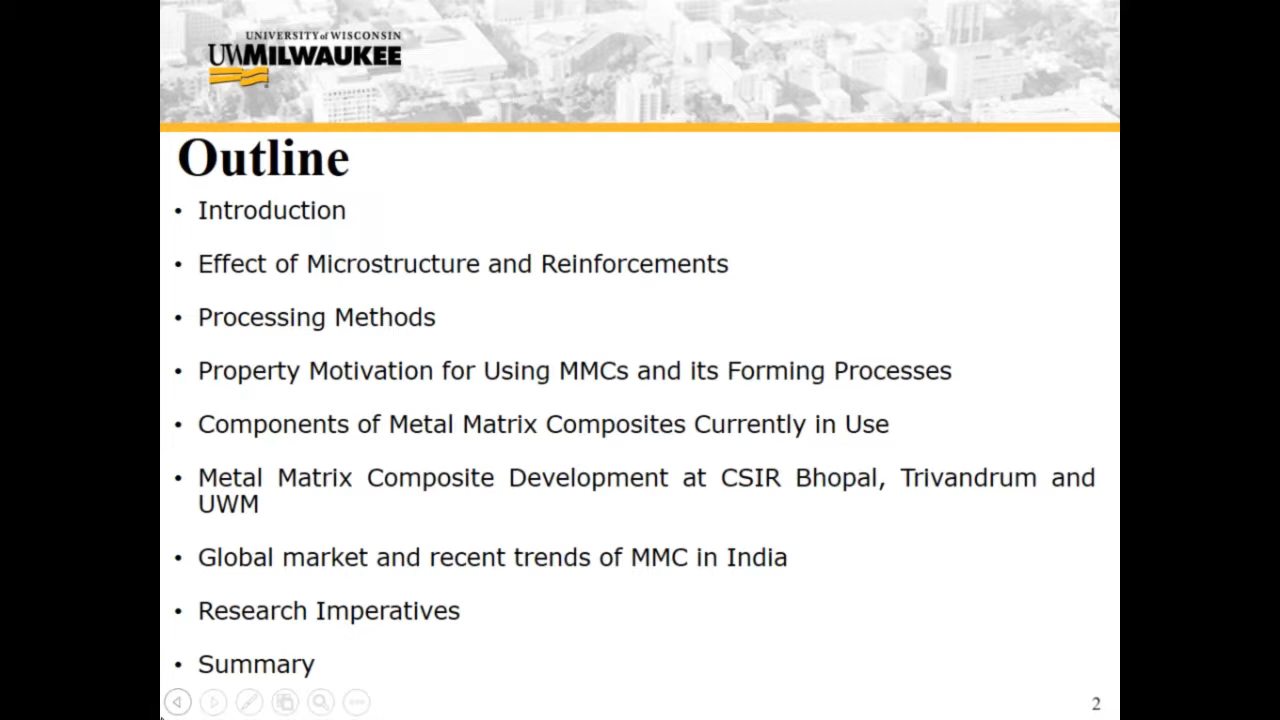 UNIVERSITY of WISCONSIN
UWMILWAUKEE
Outline
• Introduction
• Effect of Microstructure and Reinforcements
• Processing Methods
• Property Motivation for Using MMCs and its Forming Processes
• Components of Metal Matrix Composites Currently in Use
• Metal Matrix Composite Development at CSIR Bhopal, Trivandrum and
UWM
• Global market and recent trends of MMC in India
• Research Imperatives
• Summary
2